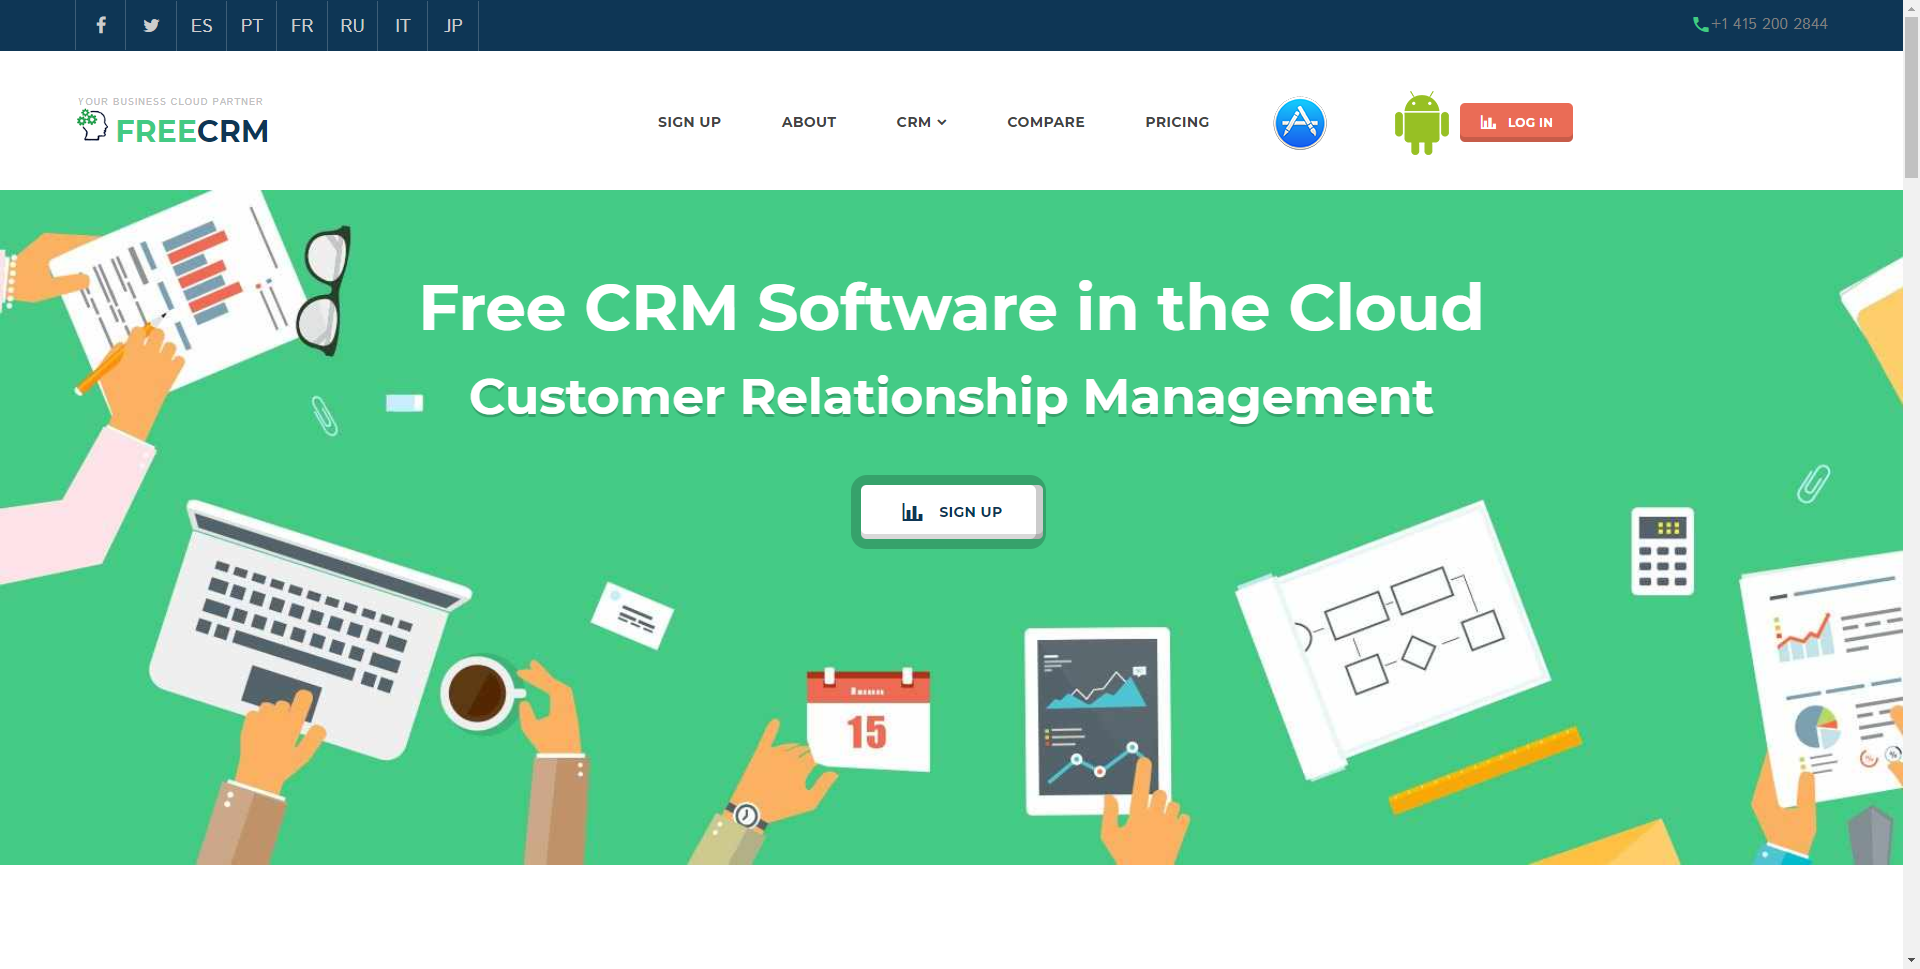 ES PT FR RU IT JP
+1 415 200 2844
YOUR BUSINESS CLOUD PARTNER
FREECRM
SIGN UP ABOUT CRM COMPARE PRICING
LOG IN
Free CRM Software in the Cloud
Customer Relationship Management
SIGN UP
15